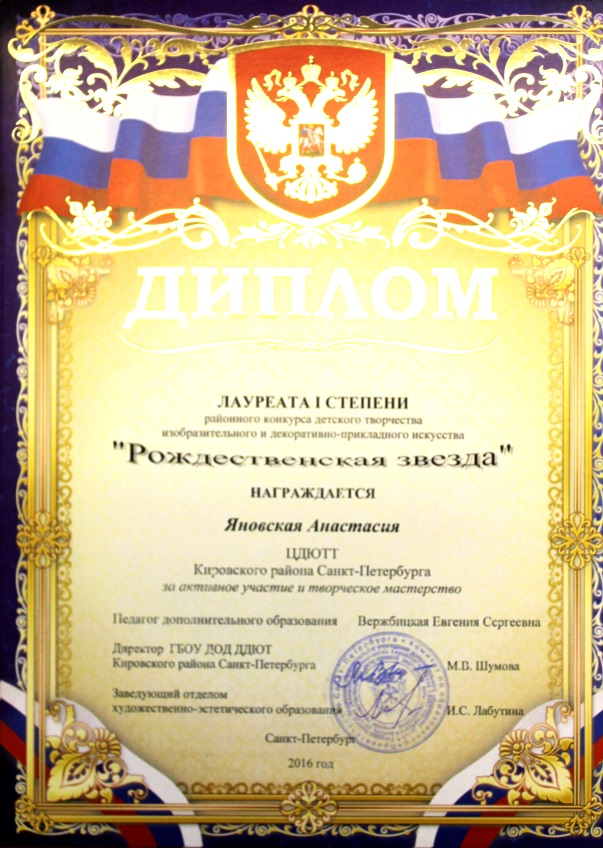 ДИПЛОМ
ЛАУРЕАТА I СТЕПЕНИ
районного конкурса детского творчества
изобразительного и декоративно-прикладного искусства
"Рождественская звезда"
НАГРАЖДАЕТСЯ
Яновская Анастасия
ЦДЮТТ
Кировского района Санкт-Петербурга
за активное участие и творческое мастерство
Педагог дополнительного образования Вержбицкая Евгения Сергеевна
Директор ГБОУ ДОД ДДЮТ
Кировского района Санкт-Петербурга М.В. Шумова
Заведующий отделом
художественно-эстетического образования И.С. Лабутина
Санкт-Петербург
2016 год